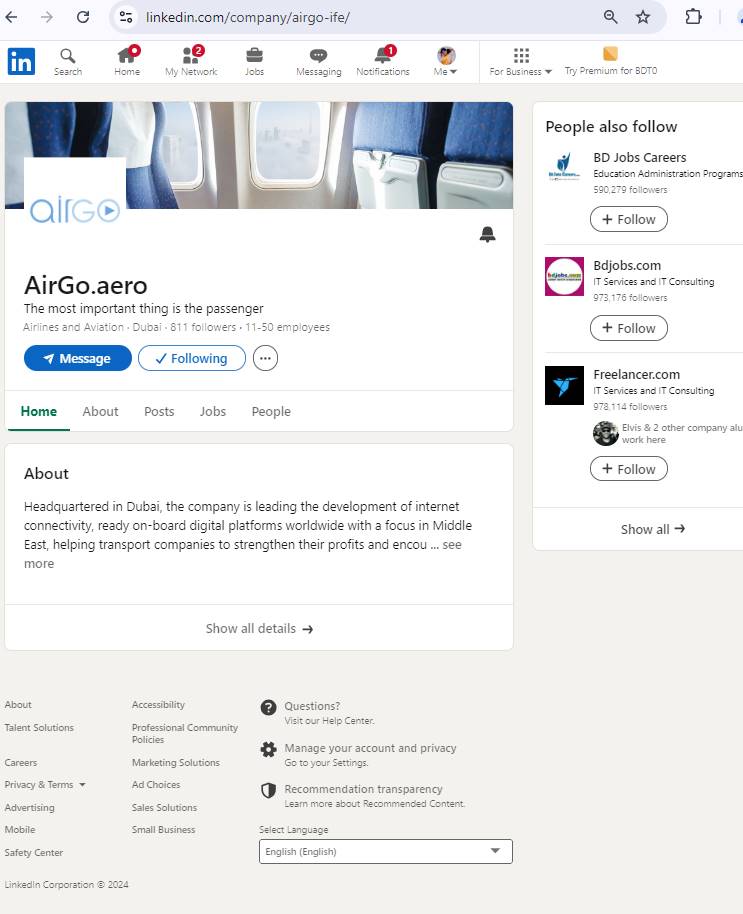 linkedin.com/company/airgo-ife/
in
Search
Home
2
My Network
Jobs
Messaging
1
Notifications
Me
For Business
Try Premium for BDT0
airGo
AirGo.aero
The most important thing is the passenger
Airlines and Aviation · Dubai · 811 followers · 11-50 employees
Message
Following
Home
About
Posts
Jobs
People
About
Headquartered in Dubai, the company is leading the development of internet
connectivity, ready on-board digital platforms worldwide with a focus in Middle
East, helping transport companies to strengthen their profits and encou ... see
more
Show all details →
People also follow
BD Jobs Careers
Education Administration Programs
590,279 followers
+ Follow
bdjobs.com
Bdjobs.com
IT Services and IT Consulting
973,176 followers
+ Follow
Freelancer.com
IT Services and IT Consulting
978,114 followers
Elvis & 2 other company alu
work here
+ Follow
Show all →
About
Accessibility
Talent Solutions
Professional Community
Policies
Careers
Marketing Solutions
Privacy & Terms
Ad Choices
Advertising
Sales Solutions
Mobile
Small Business
Safety Center
Questions?
Visit our Help Center.
Manage your account and privacy
Go to your Settings.
Recommendation transparency
Learn more about Recommended Content.
Select Language
English (English)
LinkedIn Corporation © 2024